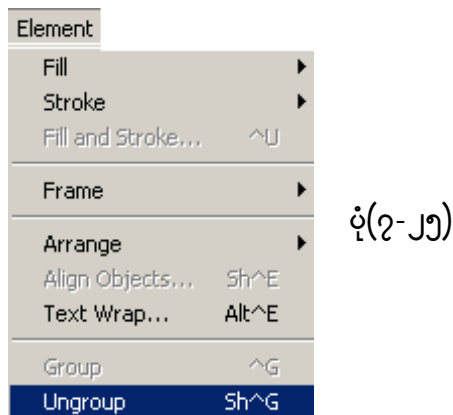 Element
Fill
Stroke
Fill and Stroke... ^U
Frame
Arrange
Align Objects... Sh^E
Text Wrap... Alt^E
Group ^G
Ungroup Sh^G
ပုံ(၇-၂၅)